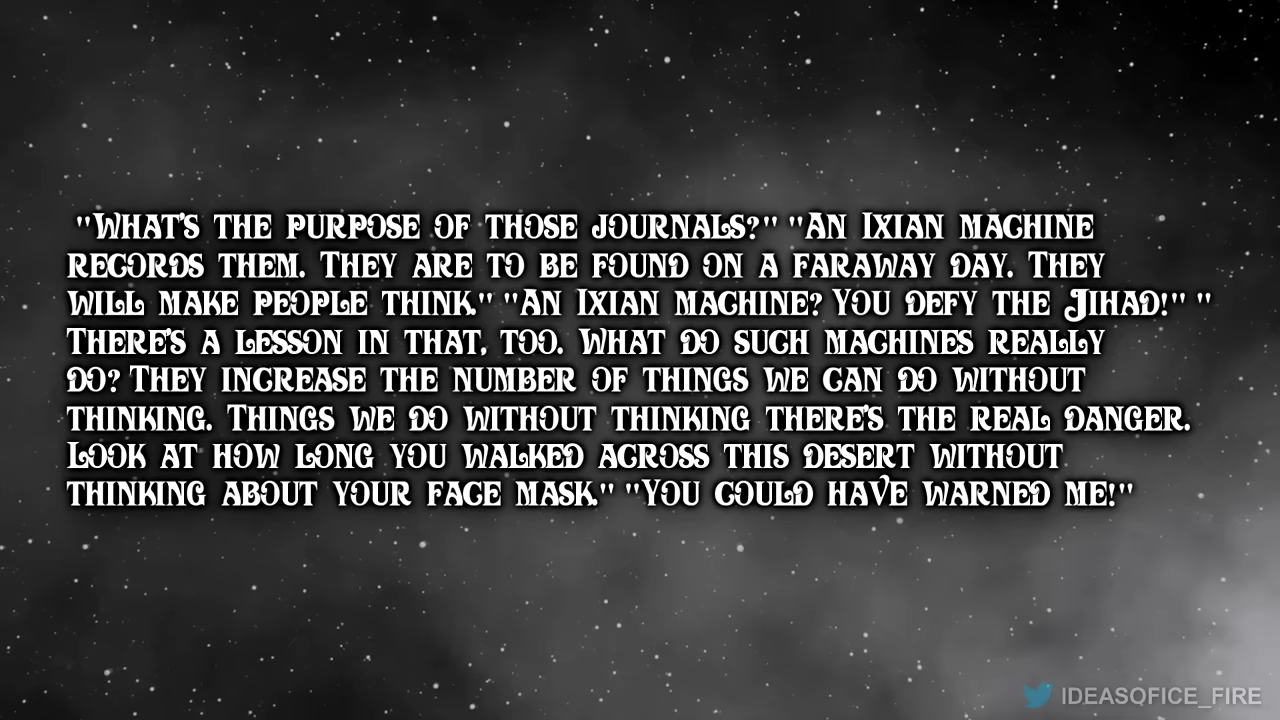 "What's the purpose of those journals?" "An Ixian machine
records them. They are to be found on a faraway day. They
will make people think." "An Ixian machine? You defy the Jihad!" "
There's a lesson in that, too. What do such machines really
do? They increase the number of things we can do without
thinking. Things we do without thinking there's the real danger.
Look at how long you walked across this desert without
thinking about your face mask." "You could have warned me!"
IDEASOFICE_FIRE